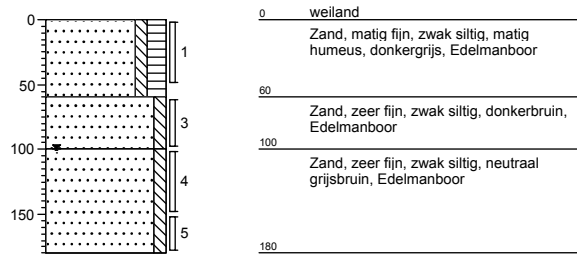 0
50
100
150
1
3
4
5
0 weiland
Zand, matig fijn, zwak siltig, matig
humeus, donkergrijs, Edelmanboor
60
Zand, zeer fijn, zwak siltig, donkerbruin,
Edelmanboor
100
Zand, zeer fijn, zwak siltig, neutraal
grijsbruin, Edelmanboor
180